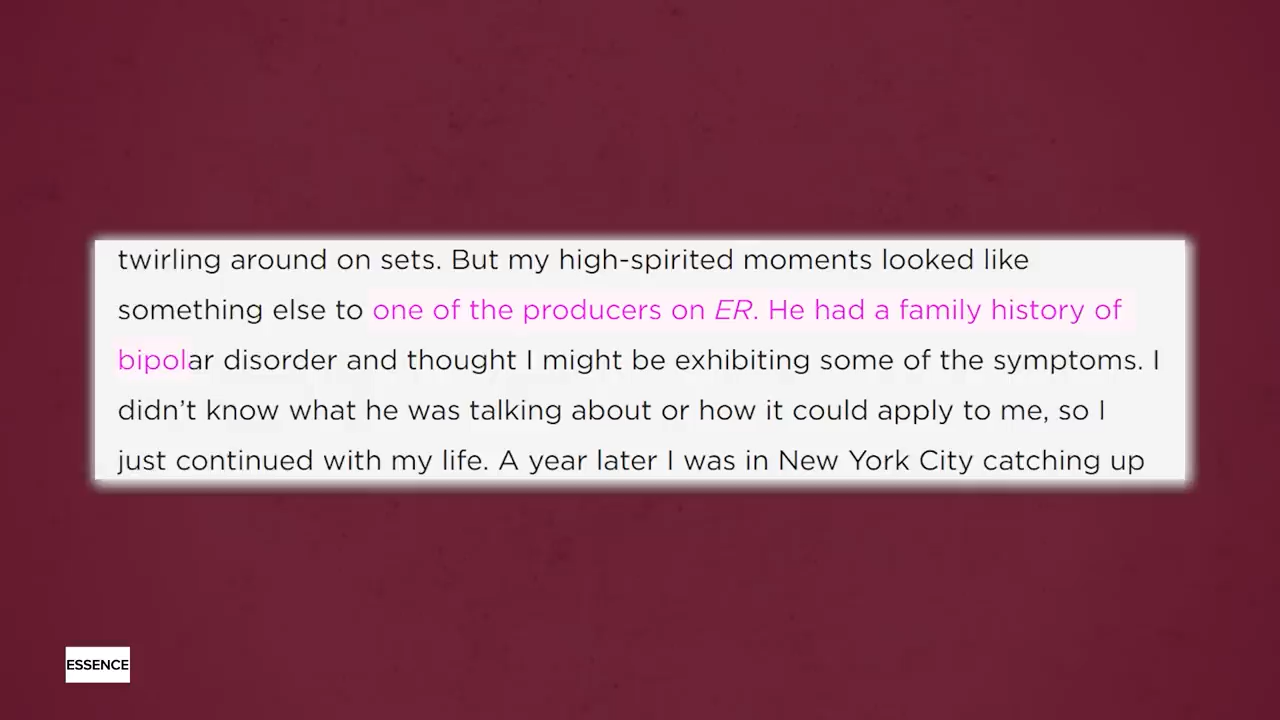 twirling around on sets. But my high-spirited moments looked like
something else to one of the producers on ER. He had a family history of
bipolar disorder and thought I might be exhibiting some of the symptoms. I
didn’t know what he was talking about or how it could apply to me, so I
just continued with my life. A year later I was in New York City catching up
ESSENCE